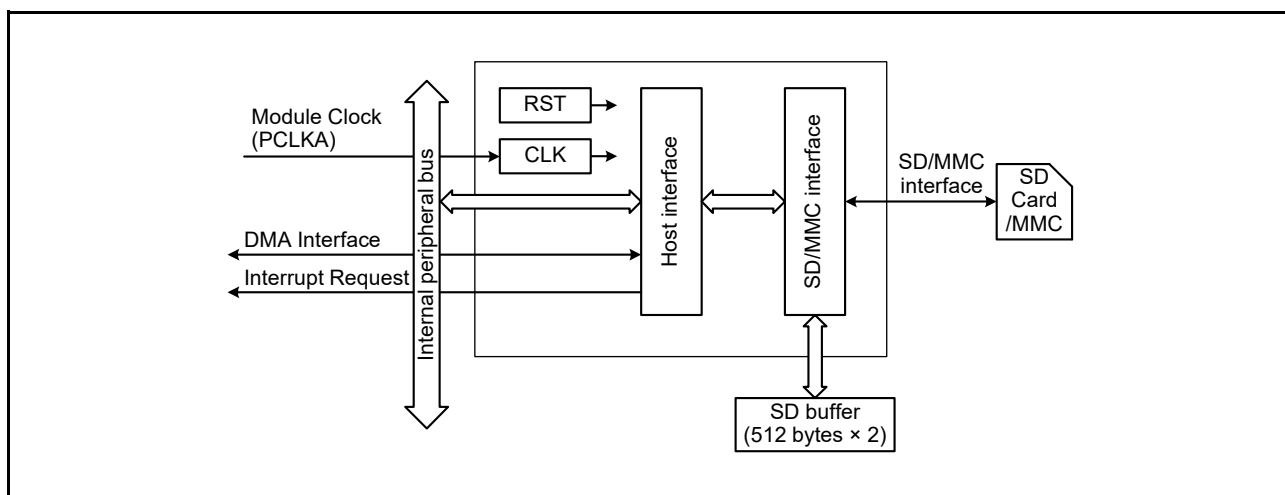 RST
Module Clock
(PCLKA)
CLK
Internal peripheral bus
Host interface
SD/MMC interface
SD/MMC
interface
SD
Card
/MMC
DMA Interface
Interrupt Request
SD buffer
(512 bytes × 2)